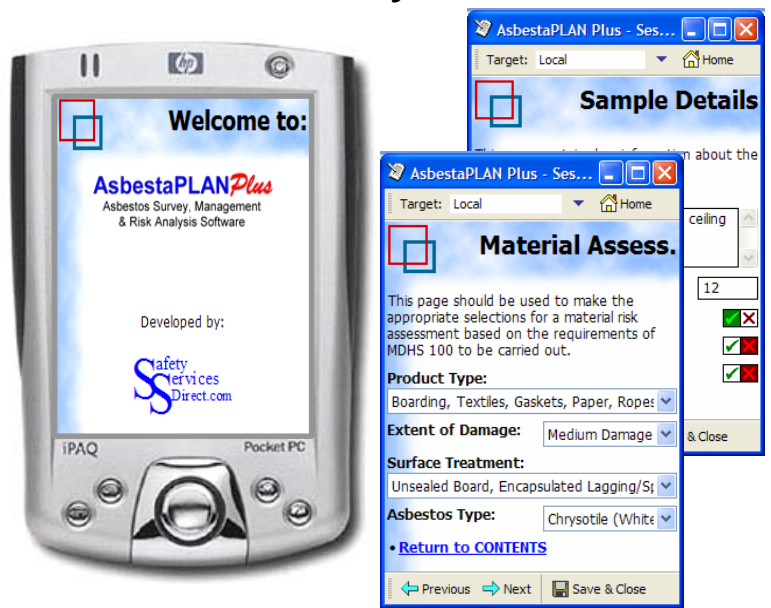 hp
Welcome to:
AsbestaPLAN Plus
Asbestos Survey, Management
& Risk Analysis Software
Developed by:
Safety
Services
Direct.com
iPAQ
Pocket PC
AsbestaPLAN Plus - Ses...
Target: Local
Home
Sample Details
about the
ceiling
12
& Close
AsbestaPLAN Plus - Ses...
Target: Local
Home
Material Assess.
This page should be used to make the
appropriate selections for a material risk
assessment based on the requirements of
MDHS 100 to be carried out.
Product Type:
Boarding, Textiles, Gaskets, Paper, Ropes
Extent of Damage: Medium Damage
Surface Treatment:
Unsealed Board, Encapsulated Lagging/
Asbestos Type: Chrysotile (White
• Return to CONTENTS
Previous Next Save & Close